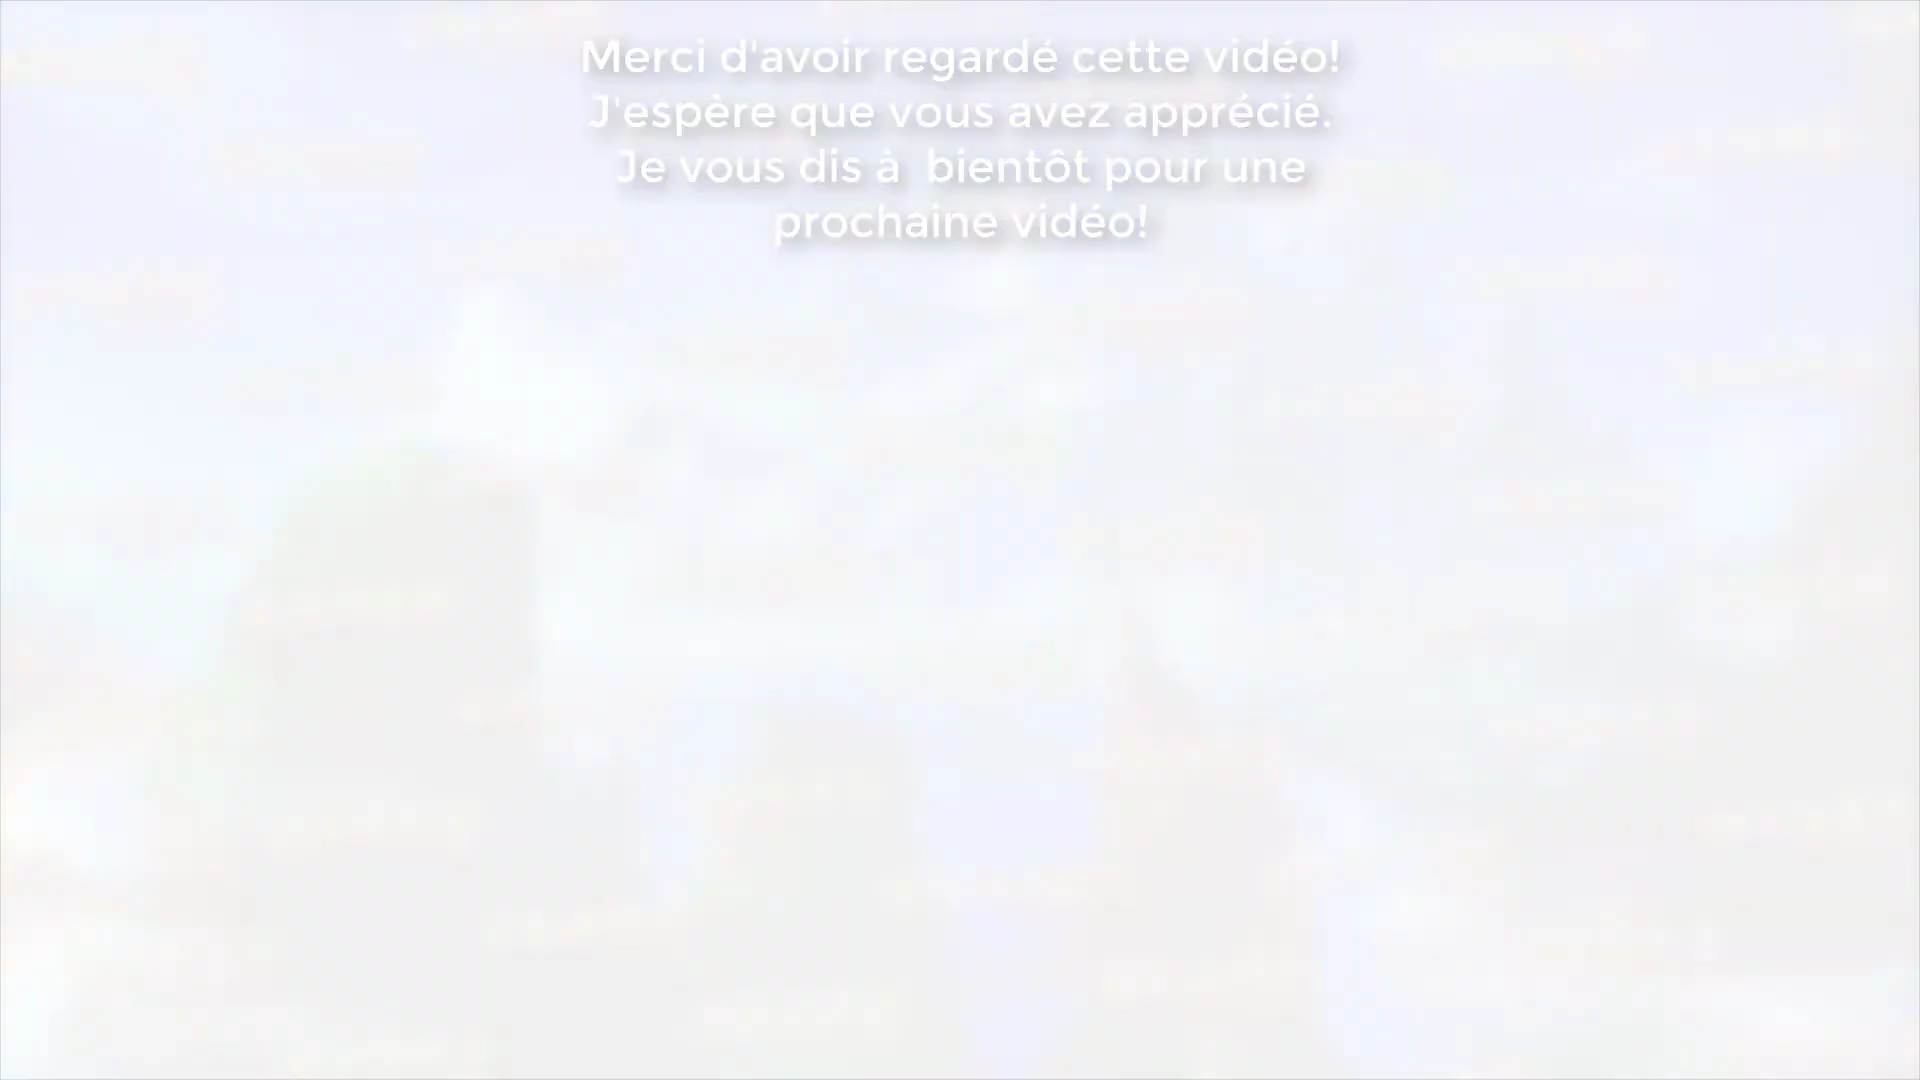 Merci d'avoir regardé cette vidéo!
J'espère que vous avez apprécié.
Je vous dis à  bientôt pour une
prochaine vidéo!